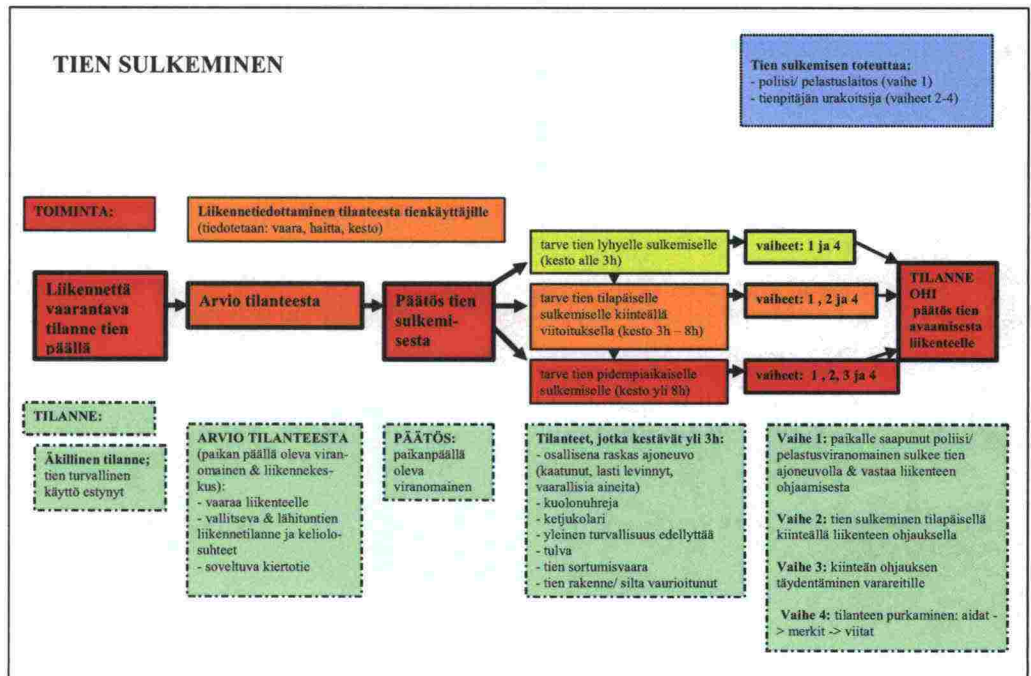 TIEN SULKEMINEN
Tien sulkemisen toteuttaa:
- poliisi/ pelastuslaitos (vaihe 1)
- tienpitäjän urakoitsija (vaiheet 2-4)
TOIMINTA:
Liikennetiedottaminen tilanteesta tienkäyttäjille
(tiedotetaan: vaara, haitta, kesto)
Liikennettä
vaarantava
tilanne tien
päällä
Arvio tilanteesta
Päätös tien
sulkemi-
sesta
tarve tien lyhyelle sulkemiselle
(kesto alle 3h)
vaiheet: 1 ja 4
tarve tien tilapäiselle
sulkemiselle kiinteällä
viitoituksella (kesto 3h – 8h)
vaiheet: 1 , 2 ja 4
tarve tien pidempiaikaiselle
sulkemiselle (kesto yli 8h)
vaiheet: 1 , 2, 3 ja 4
TILANNE
OHI
päätös tien
avaamisesta
liikenteelle
TILANNE:
Äkillinen tilanne;
tien turvallinen
käyttö estynyt
ARVIO TILANTEESTA
(paikan päällä oleva viran-
omainen & liikennekes-
kus):
- vaaraa liikenteelle
- vallitseva & lähituntien
liikennetilanne ja keliolo-
suhteet
- soveltuva kiertotie
PÄÄTÖS:
paikanpäällä
oleva
viranomainen
Tilanteet, jotka kestävät yli 3h:
- osallisena raskas ajoneuvo
(kaatunut, lasti levinnyt,
vaarallisia aineita)
- kuolonuhreja
- ketjukolari
- yleinen turvallisuus edellyttää
- tulva
- tien sortumisvaara
- tien rakenne/ silta vaurioitunut
Vaihe 1: paikalle saapunut poliisi/
pelastusviranomainen sulkee tien
ajoneuvolla & vastaa liikenteen
ohjaamisesta
Vaihe 2: tien sulkeminen tilapäisellä
kiinteällä liikenteen ohjauksella
Vaihe 3: kiinteän ohjauksen
täydentäminen varareitille
Vaihe 4: tilanteen purkaminen: aidat -
> merkit -> viitat